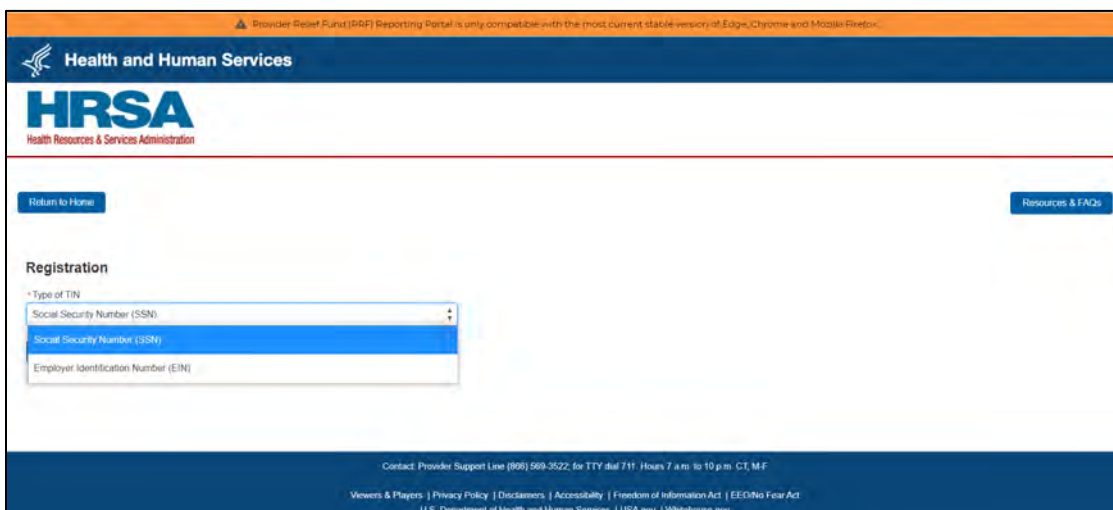 Provider Relief Fund (PRF) Reporting Portal is only compatible with the most current stable version of Edge, Chrome and Mozilla Firefox.
Health and Human Services
HRSA
Health Resources & Services Administration
Return to Home
Resources & FAQs
Registration
*Type of TIN
Social Security Number (SSN)
Social Security Number (SSN)
Employer Identification Number (EIN)
Contact: Provider Support Line (866) 569-3522; for TTY dial 711. Hours 7 a.m. to 10 p.m. CT, M-F
Viewers & Players | Privacy Policy | Disclaimers | Accessibility | Freedom of Information Act | EEO/No Fear Act
U.S. Department of Health and Human Services | USA.gov | Whitehouse.gov